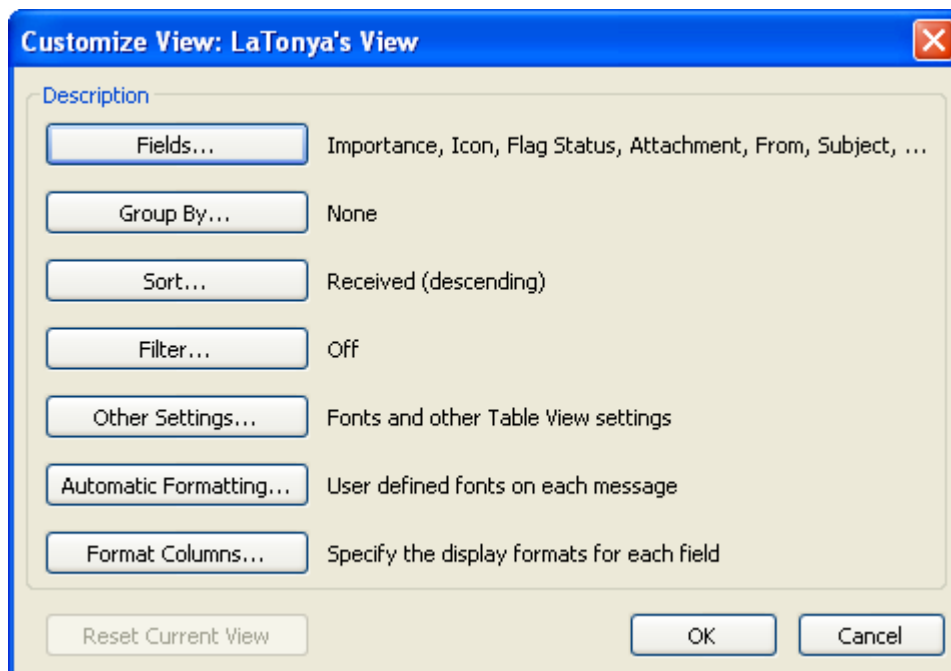 Customize View: LaTonya's View
Description
Fields... Importance, Icon, Flag Status, Attachment, From, Subject, ...
Group By... None
Sort... Received (descending)
Filter... Off
Other Settings... Fonts and other Table View settings
Automatic Formatting... User defined fonts on each message
Format Columns... Specify the display formats for each field
Reset Current View OK Cancel